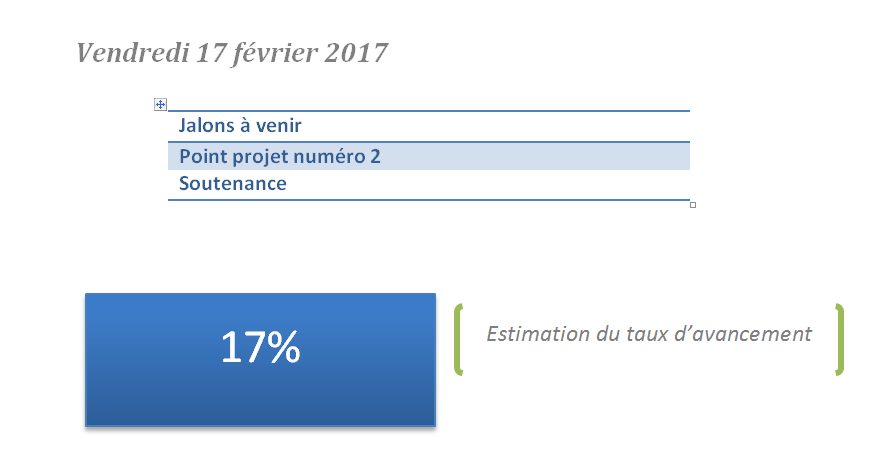 Vendredi 17 février 2017
Jalons à venir
Point projet numéro 2
Soutenance
17%
Estimation du taux d’avancement